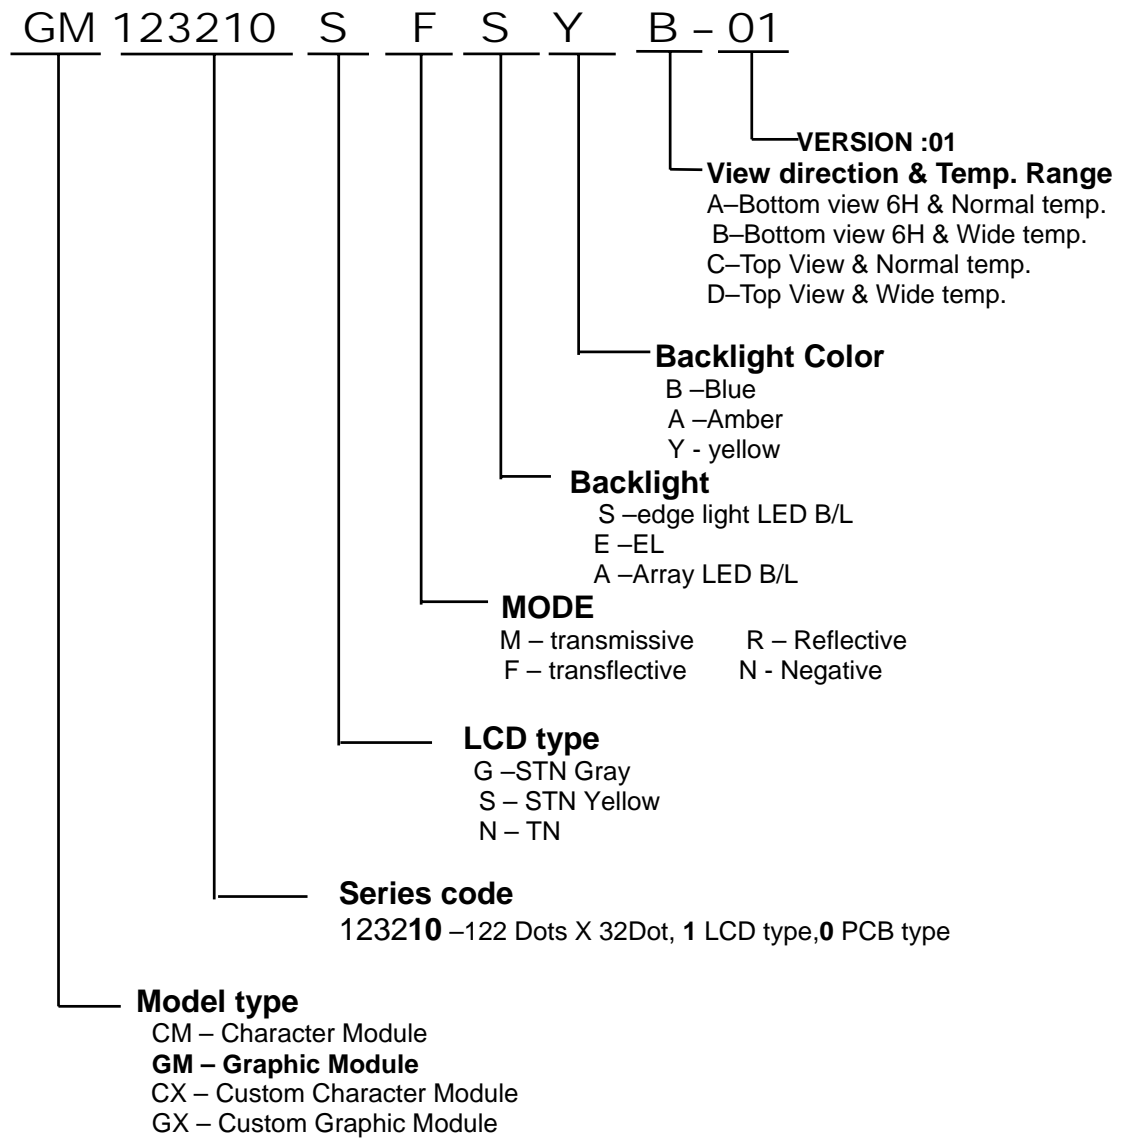 GM 123210 S F S Y B – 01
VERSION :01
View direction & Temp. Range
A–Bottom view 6H & Normal temp.
B–Bottom view 6H & Wide temp.
C–Top View & Normal temp.
D–Top View & Wide temp.
Backlight Color
B –Blue
A –Amber
Y - yellow
Backlight
S –edge light LED B/L
E –EL
A –Array LED B/L
MODE
M – transmissive R – Reflective
F – transflective N - Negative
LCD type
G –STN Gray
S – STN Yellow
N – TN
Series code
123210 –122 Dots X 32Dot, 1 LCD type,0 PCB type
Model type
CM – Character Module
GM – Graphic Module
CX – Custom Character Module
GX – Custom Graphic Module